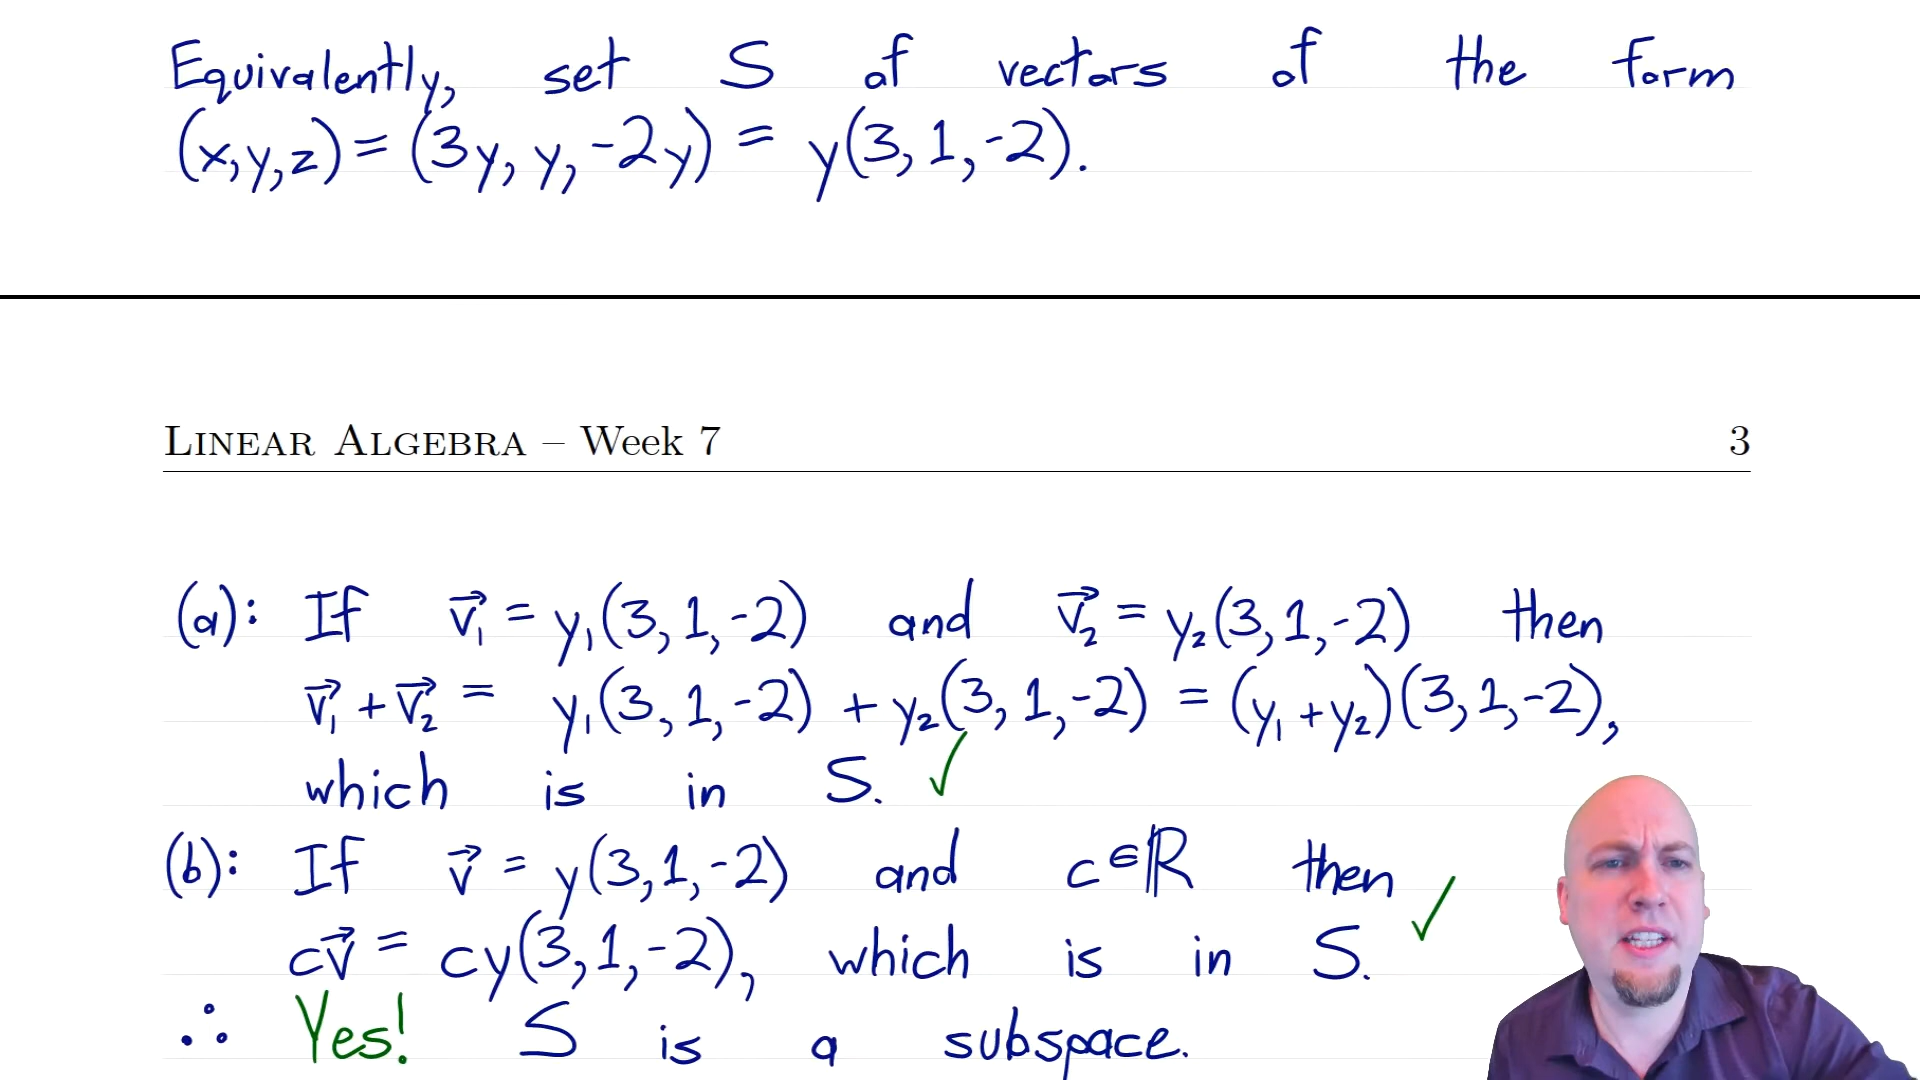 Equivalently, set S of vectors of the form
(x,y,z) = (3y, y, -2y) = y(3, 1, -2).
LINEAR ALGEBRA – Week 7 3
(a): If v⃗₁ = y₁(3, 1, -2) and v⃗₂ = y₂(3, 1, -2) then
v⃗₁ + v⃗₂ = y₁(3, 1, -2) + y₂(3, 1, -2) = (y₁ + y₂)(3, 1, -2),
which is in S. ✓
(b): If v⃗ = y(3, 1, -2) and c ∈ ℝ then
cv⃗ = cy(3, 1, -2), which is in S. ✓
∴ Yes! S is a subspace.